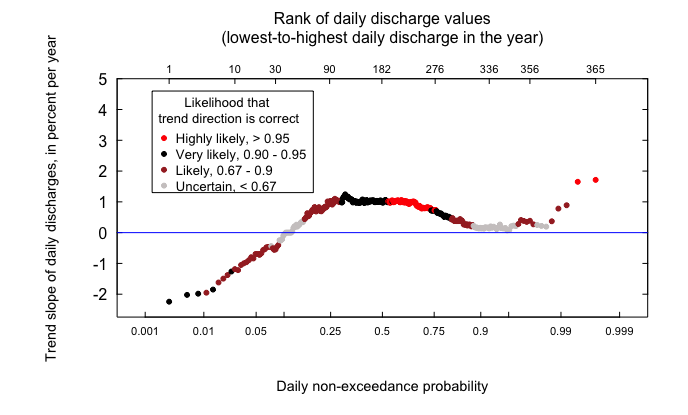 Rank of daily discharge values
(lowest-to-highest daily discharge in the year)
1 10 30 90 182 276 336 356 365
Trend slope of daily discharges, in percent per year
5
4
3
2
1
0
-1
-2
Likelihood that
trend direction is correct
Highly likely, > 0.95
Very likely, 0.90 - 0.95
Likely, 0.67 - 0.9
Uncertain, < 0.67
0.001 0.01 0.05 0.25 0.5 0.75 0.9 0.99 0.999
Daily non-exceedance probability